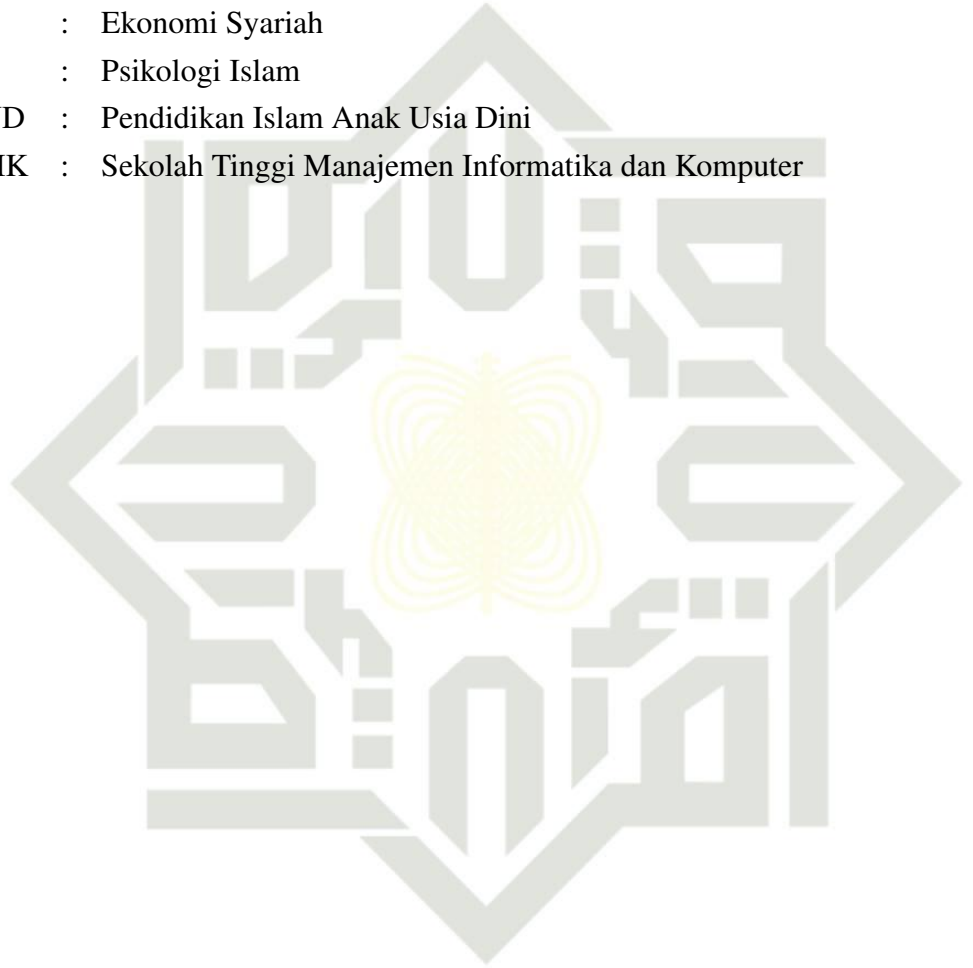 : Ekonomi Syariah
: Psikologi Islam
D : Pendidikan Islam Anak Usia Dini
IK : Sekolah Tinggi Manajemen Informatika dan Komputer